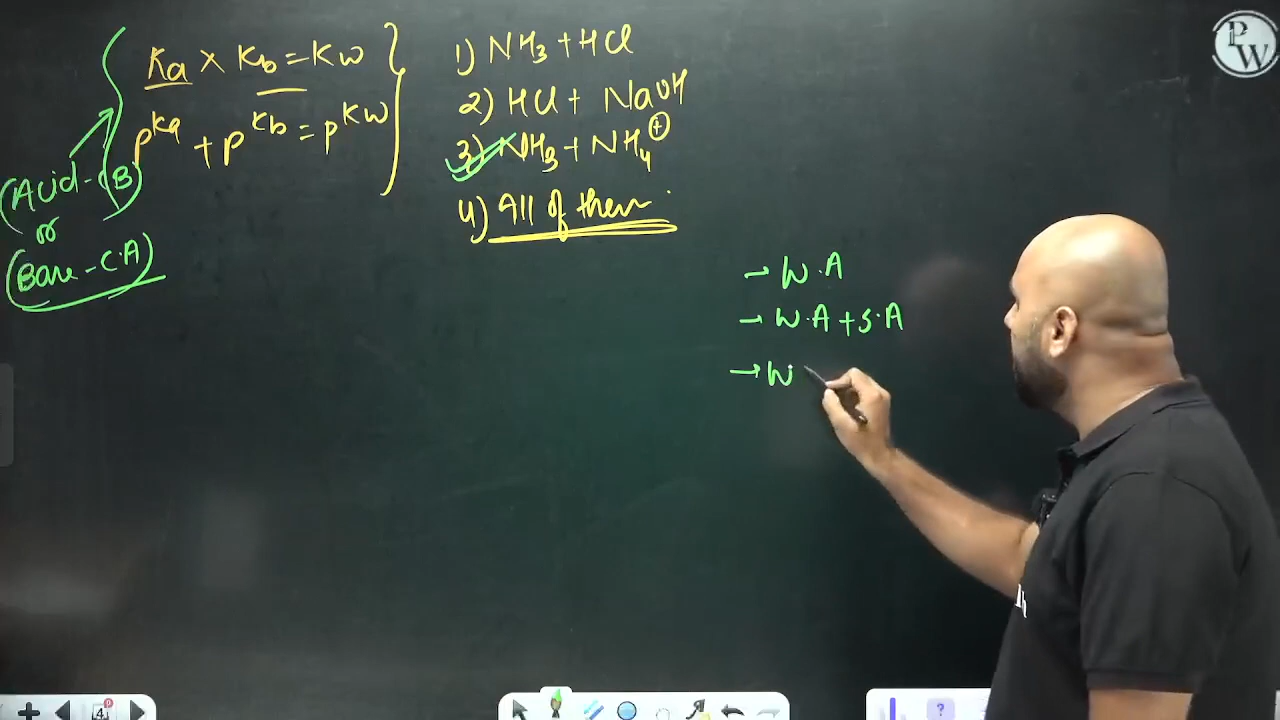 Ka × Kb = Kw
pKa + pKb = pKw
(Acid - CB)
or
(Base - C.A)
1) NH3 + HCl
2) HCl + NaOH
3) NH3 + NH4⊕
4) All of them
→ W.A
→ W.A + S.A
→ W
PW
4
?